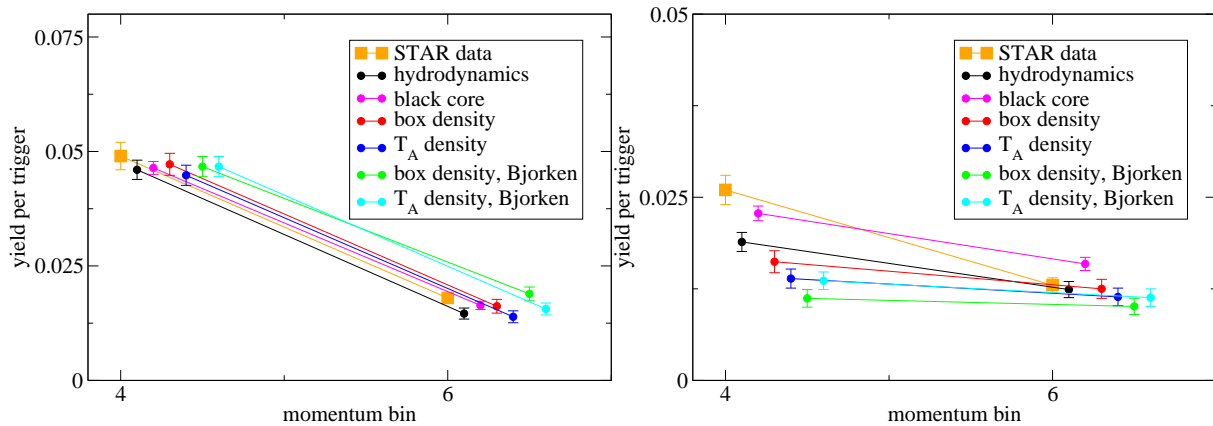 0.075
0.05
0.025
0
yield per trigger
4
6
momentum bin
STAR data
hydrodynamics
black core
box density
T_A density
box density, Bjorken
T_A density, Bjorken
0.05
0.025
0
yield per trigger
4
6
momentum bin
STAR data
hydrodynamics
black core
box density
T_A density
box density, Bjorken
T_A density, Bjorken